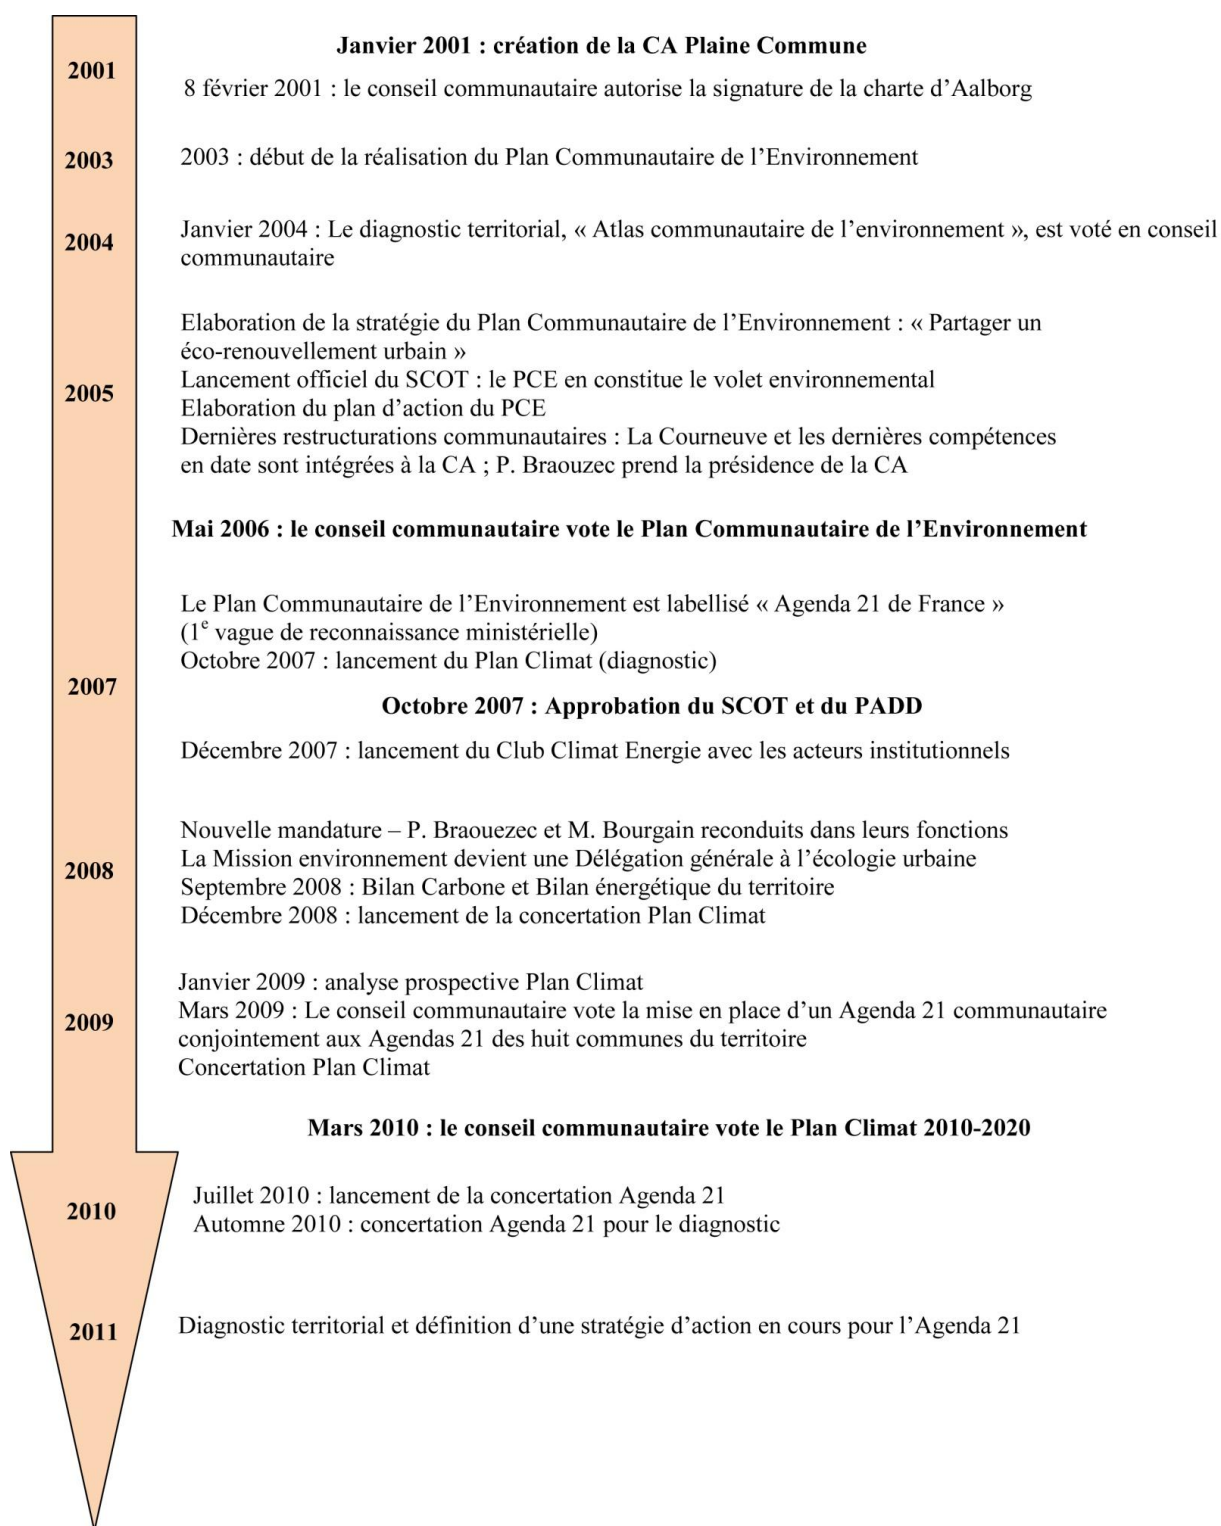 Janvier 2001 : création de la CA Plaine Commune
2001
8 février 2001 : le conseil communautaire autorise la signature de la charte d’Aalborg
2003
2003 : début de la réalisation du Plan Communautaire de l’Environnement
2004
Janvier 2004 : Le diagnostic territorial, « Atlas communautaire de l’environnement », est voté en conseil
communautaire
Elaboration de la stratégie du Plan Communautaire de l’Environnement : « Partager un
éco-renouvellement urbain »
Lancement officiel du SCOT : le PCE en constitue le volet environnemental
2005
Elaboration du plan d’action du PCE
Dernières restructurations communautaires : La Courneuve et les dernières compétences
en date sont intégrées à la CA ; P. Braouzec prend la présidence de la CA
Mai 2006 : le conseil communautaire vote le Plan Communautaire de l’Environnement
Le Plan Communautaire de l’Environnement est labellisé « Agenda 21 de France »
(1e vague de reconnaissance ministérielle)
Octobre 2007 : lancement du Plan Climat (diagnostic)
2007
Octobre 2007 : Approbation du SCOT et du PADD
Décembre 2007 : lancement du Club Climat Energie avec les acteurs institutionnels
Nouvelle mandature – P. Braouezec et M. Bourgain reconduits dans leurs fonctions
La Mission environnement devient une Délégation générale à l’écologie urbaine
2008
Septembre 2008 : Bilan Carbone et Bilan énergétique du territoire
Décembre 2008 : lancement de la concertation Plan Climat
Janvier 2009 : analyse prospective Plan Climat
Mars 2009 : Le conseil communautaire vote la mise en place d’un Agenda 21 communautaire
2009
conjointement aux Agendas 21 des huit communes du territoire
Concertation Plan Climat
Mars 2010 : le conseil communautaire vote le Plan Climat 2010-2020
2010
Juillet 2010 : lancement de la concertation Agenda 21
Automne 2010 : concertation Agenda 21 pour le diagnostic
2011
Diagnostic territorial et définition d’une stratégie d’action en cours pour l’Agenda 21